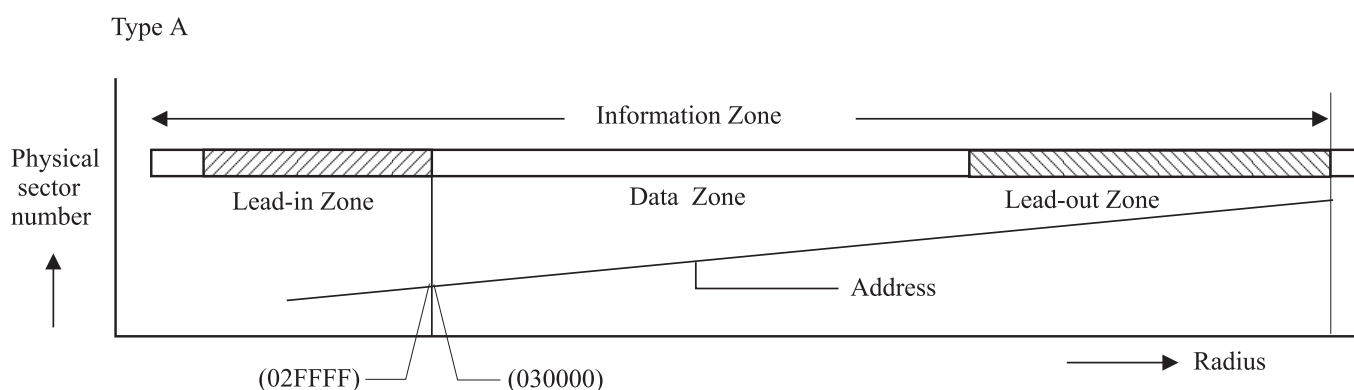 Type A
Information Zone
Physical
sector
number
Lead-in Zone
Data Zone
Lead-out Zone
Address
(02FFFF)
(030000)
Radius